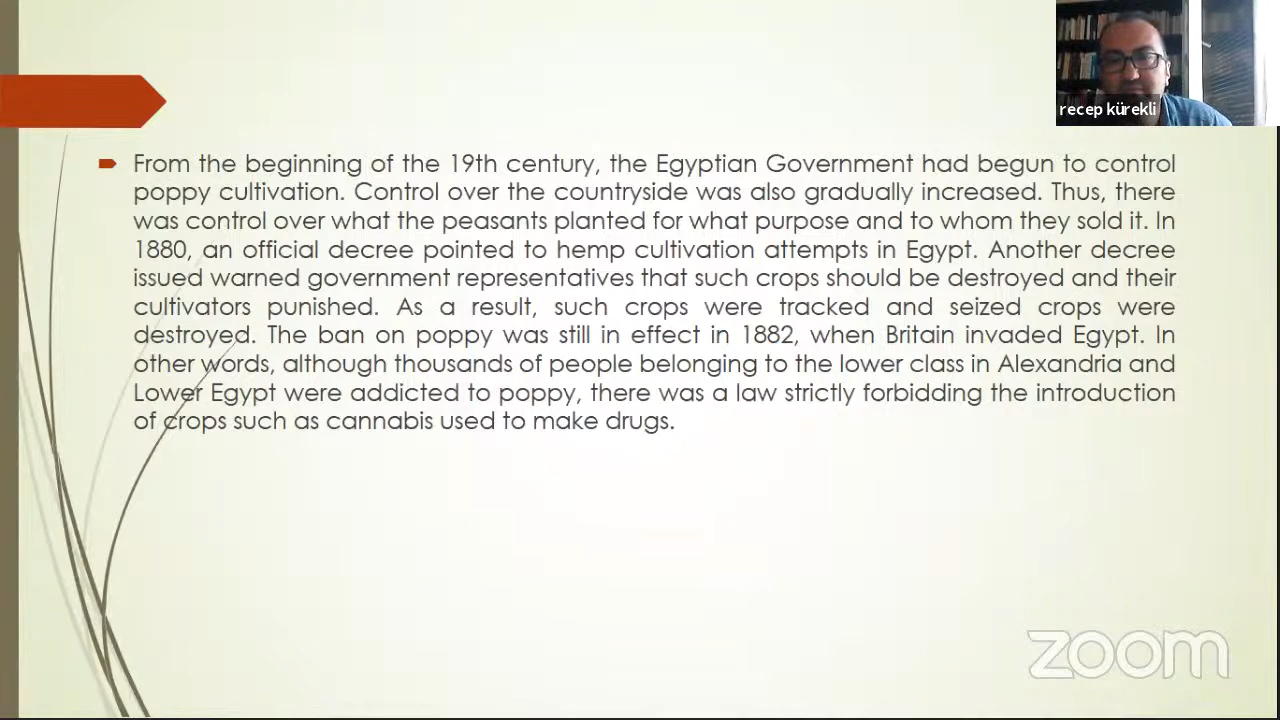 recep kürekli
From the beginning of the 19th century, the Egyptian Government had begun to control
poppy cultivation. Control over the countryside was also gradually increased. Thus, there
was control over what the peasants planted for what purpose and to whom they sold it. In
1880, an official decree pointed to hemp cultivation attempts in Egypt. Another decree
issued warned government representatives that such crops should be destroyed and their
cultivators punished. As a result, such crops were tracked and seized crops were
destroyed. The ban on poppy was still in effect in 1882, when Britain invaded Egypt. In
other words, although thousands of people belonging to the lower class in Alexandria and
Lower Egypt were addicted to poppy, there was a law strictly forbidding the introduction
of crops such as cannabis used to make drugs.
zoom